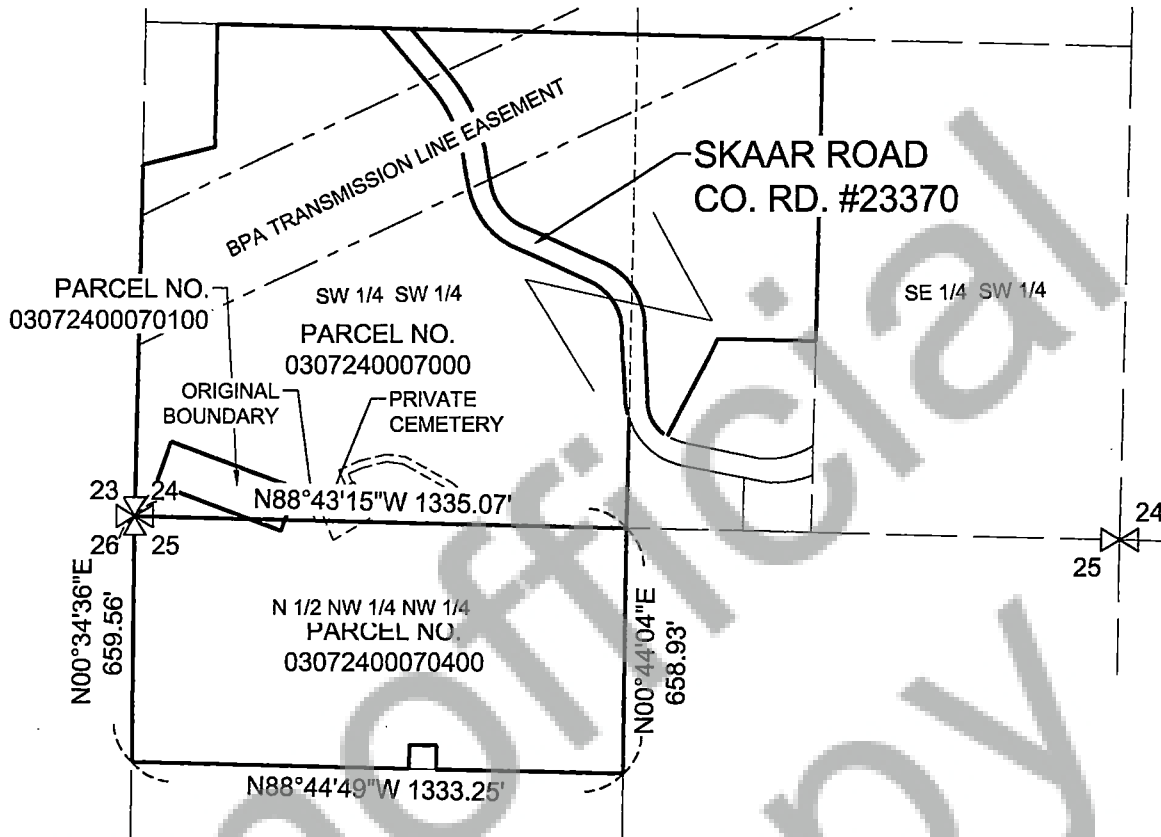 BPA TRANSMISSION LINE EASEMENT
SKAAR ROAD
CO. RD. #23370
PARCEL NO.
03072400070100
SW 1/4 SW 1/4
SE 1/4 SW 1/4
PARCEL NO.
0307240007000
ORIGINAL
BOUNDARY
PRIVATE
CEMETERY
23
24
N88°43'15"W 1335.07'
26
25
24
25
N00°34'36"E
659.56'
N 1/2 NW 1/4 NW 1/4
PARCEL NO.
03072400070400
N00°44'04"E
658.93'
N88°44'49"W 1333.25'